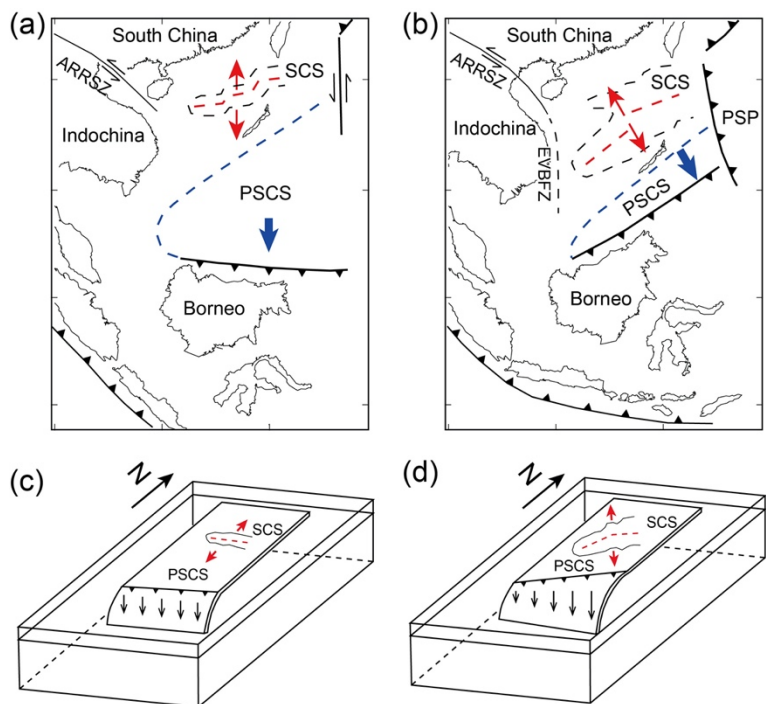 (a)
South China
ARRSZ
SCS
Indochina
PSCS
Borneo
(b)
South China
ARRSZ
SCS
Indochina
PSP
EVBFZ
PSCS
Borneo
(c)
N
SCS
PSCS
(d)
N
SCS
PSCS